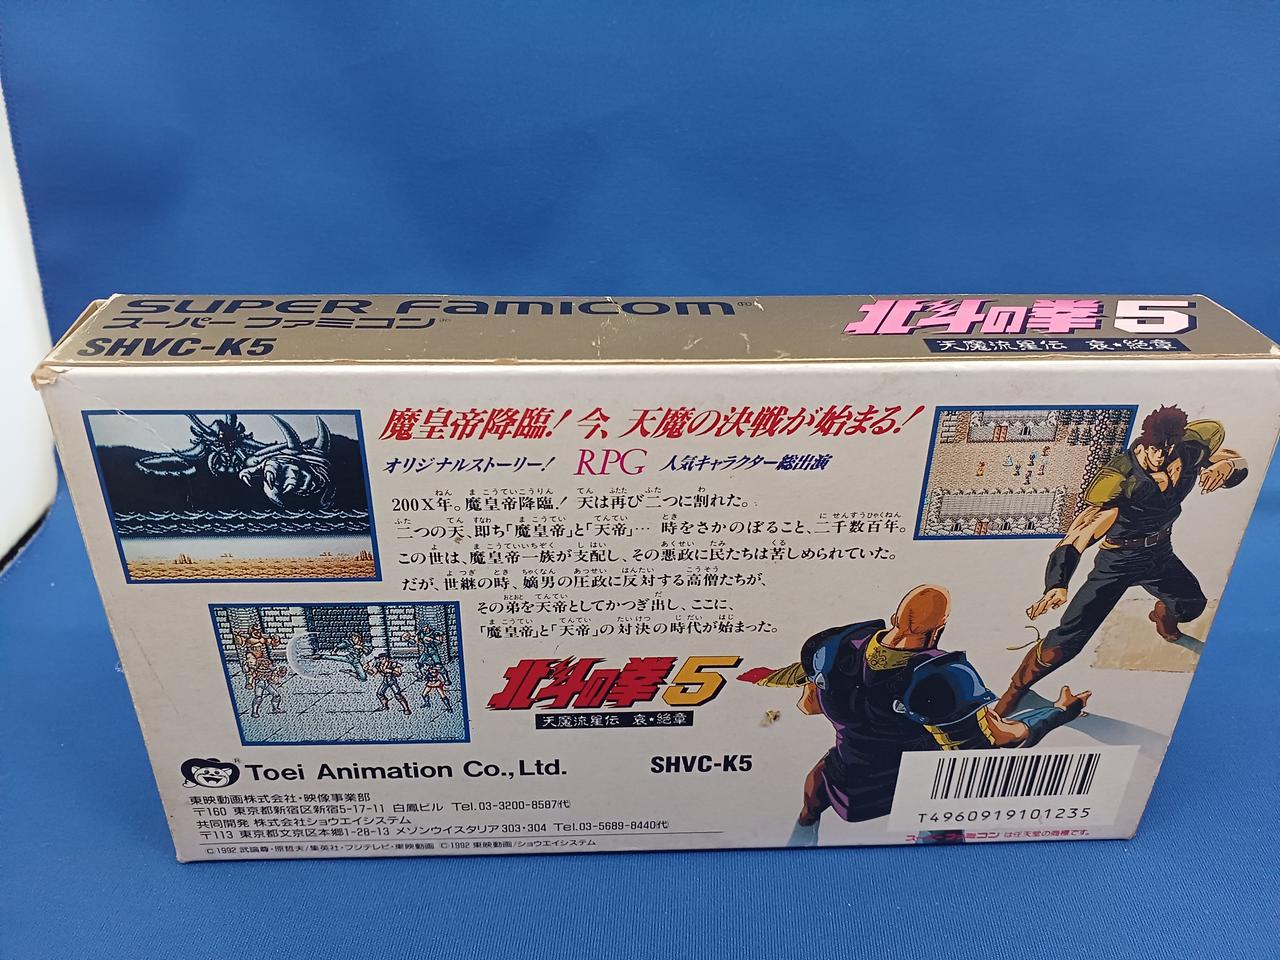 SUPER Famicom®
スーパーファミコン®
SHVC-K5
北斗の拳5
天魔流星伝 哀★絶章
魔皇帝降臨!今、天魔の決戦が始まる!
オリジナルストーリー! RPG 人気キャラクター総出演
200X年。魔皇帝降臨!天は再び二つに割れた。
二つの天、即ち「魔皇帝」と「天帝」… 時をさかのぼること、二千数百年。
この世は、魔皇帝一族が支配し、その悪政に民たちは苦しめられていた。
だが、世継の時、嫡男の圧政に反対する高僧たちが、
その弟を天帝としてかつぎ出し、ここに、
「魔皇帝」と「天帝」の対決の時代が始まった。
北斗の拳5
天魔流星伝 哀★絶章
Toei Animation Co.,Ltd.
SHVC-K5
東映動画株式会社・映像事業部
〒160 東京都新宿区新宿5-17-11 白鳳ビル Tel.03-3200-8587㈹
共同開発 株式会社ショウエイシステム
〒113 東京都文京区本郷1-28-13 メゾンウイスタリア303・304 Tel.03-5689-8440㈹
©1992 武論尊・原哲夫/集英社・フジテレビ・東映動画 ©1992 東映動画/ショウエイシステム
T4960919101235
スーパーファミコンは任天堂の商標です。